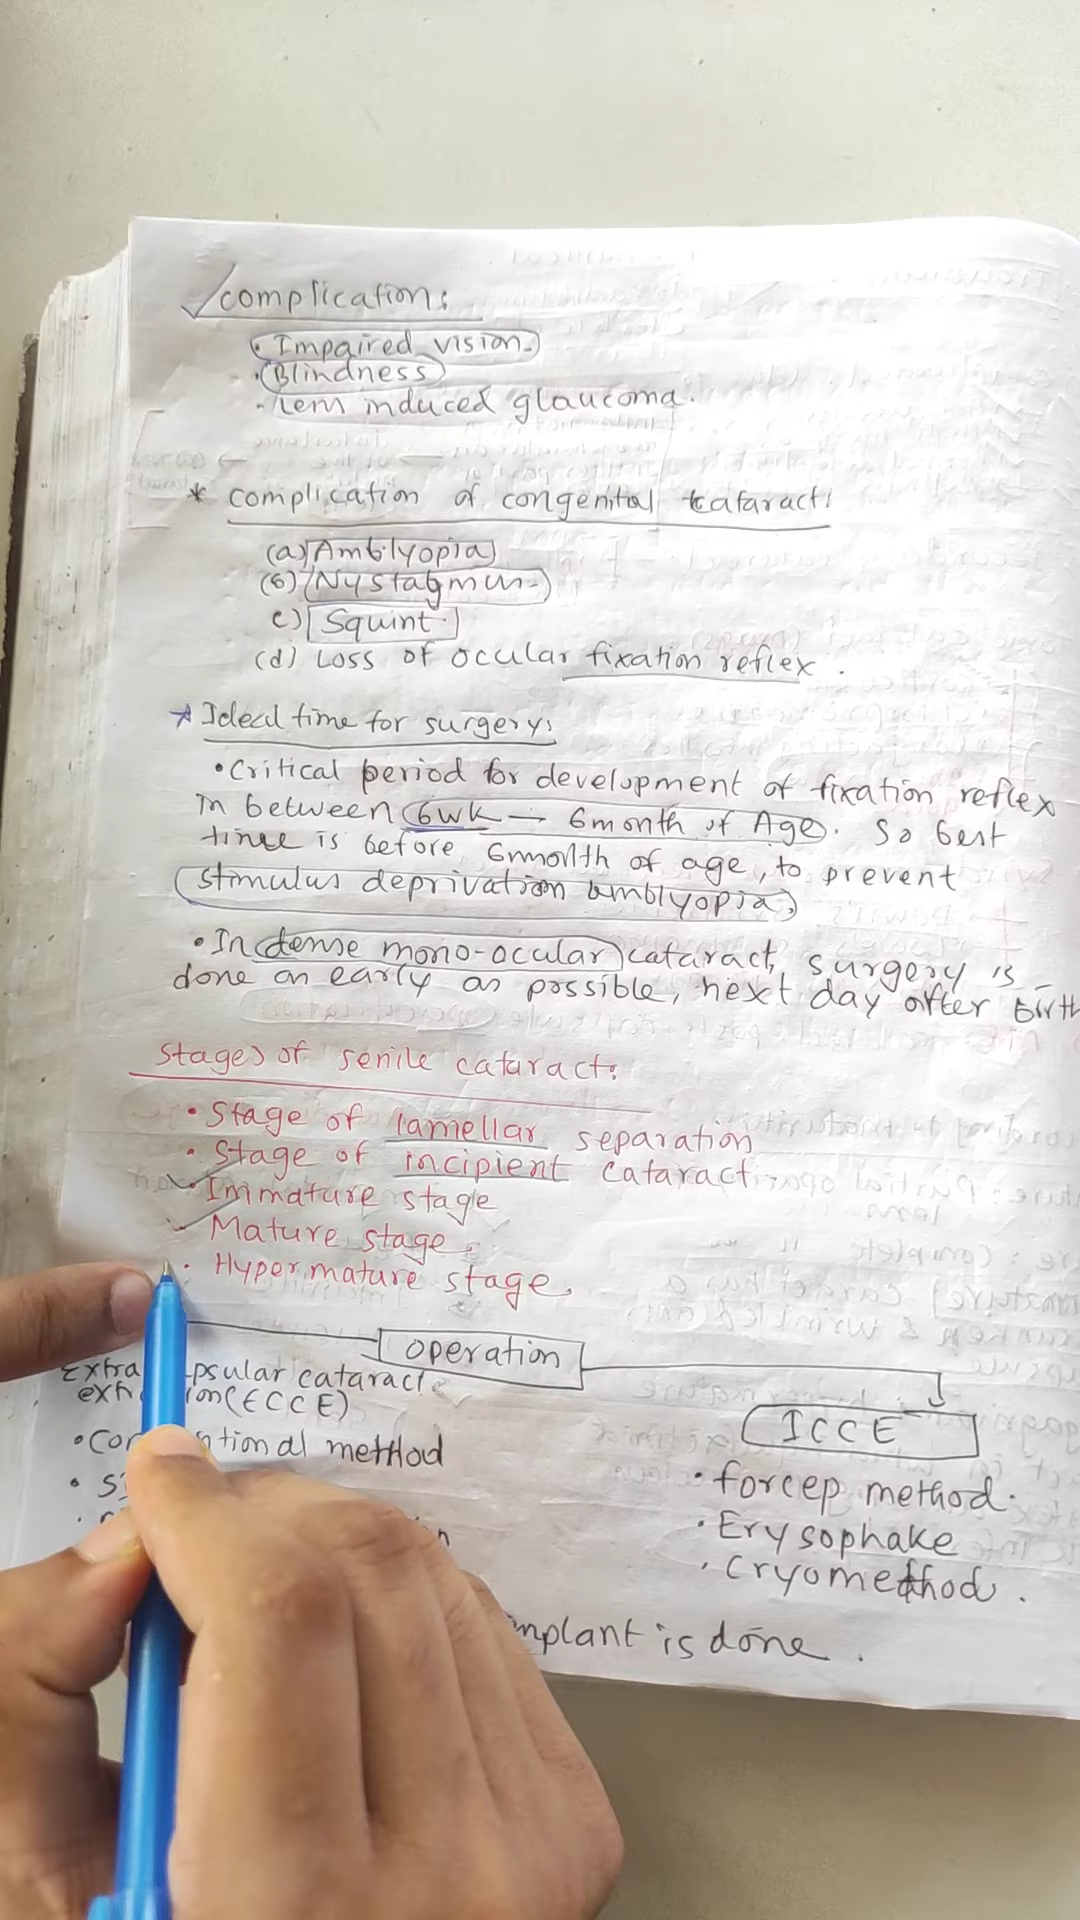 complication:
• Impaired vision.
• Blindness
• lens induced glaucoma.
* complication of congenital cataract:
(a) Amblyopia
(b) Nystagmus
c) Squint
(d) Loss of ocular fixation reflex.
* Ideal time for surgery:
• Critical period for development of fixation reflex
in between 6wk → 6month of Age. So best
time is before 6month of age, to prevent
stimulus deprivation amblyopia.
• In dense mono-ocular cataract, surgery is
done as early as possible, next day after birth
Stages of senile cataract:
• Stage of lamellar separation
• Stage of incipient cataract
• Immature stage
Mature stage
• Hypermature stage.
operation
Extra psular cataract
ext ion (ECCE)
• Con tional method
ICCE
• forcep method.
• Erysophake
• cryomethod.
implant is done.